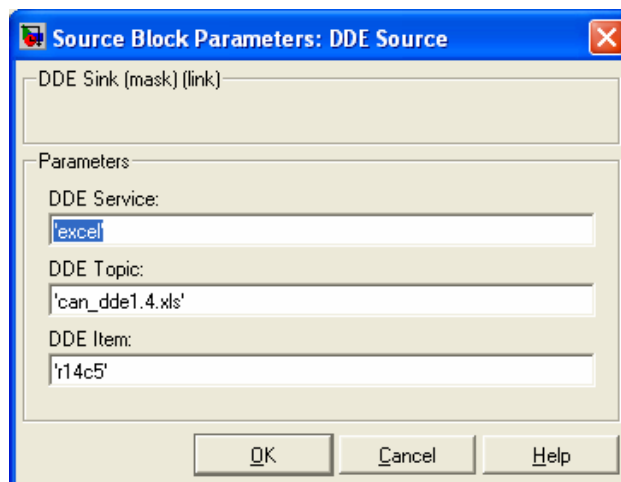 Source Block Parameters: DDE Source
DDE Sink (mask) (link)
Parameters
DDE Service:
'excel'
DDE Topic:
'can_dde1.4.xls'
DDE Item:
'r14c5'
OK Cancel Help